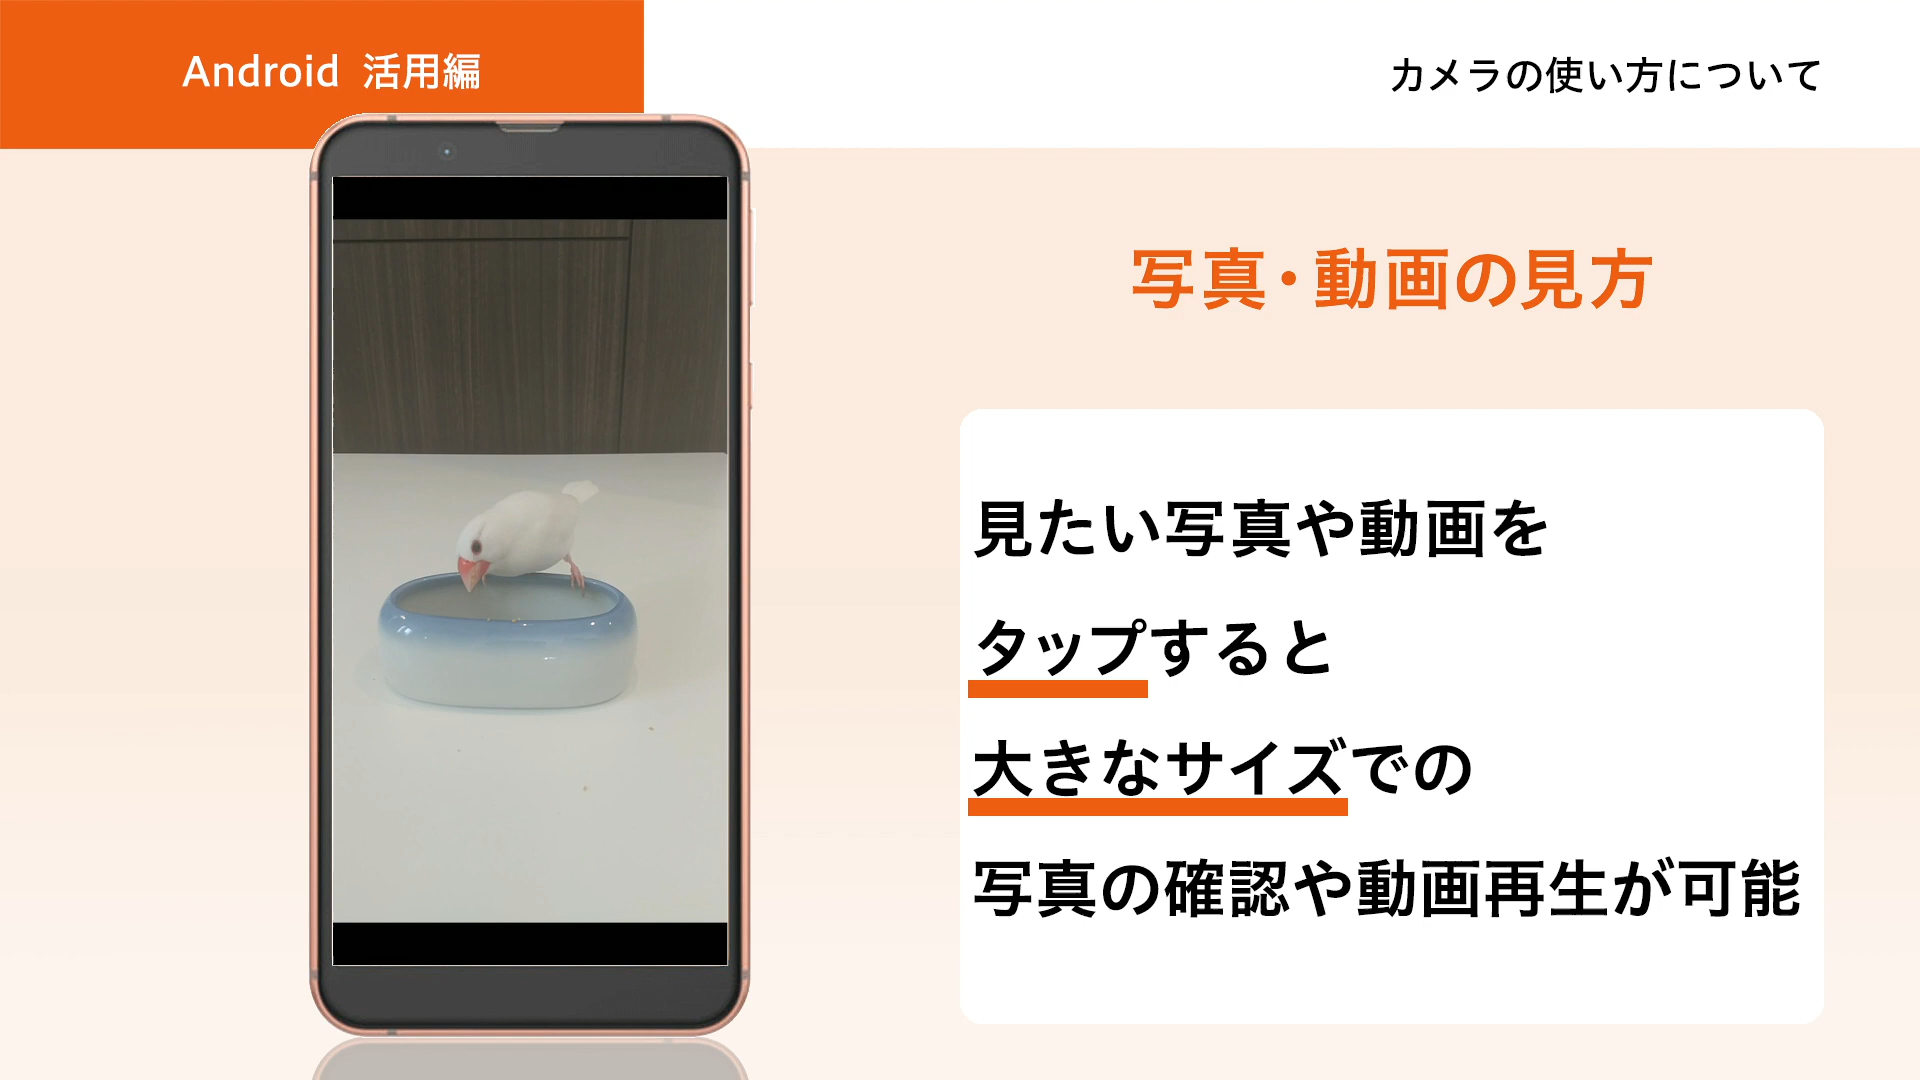 Android 活用編
カメラの使い方について
写真・動画の見方
見たい写真や動画を
タップすると
大きなサイズでの
写真の確認や動画再生が可能